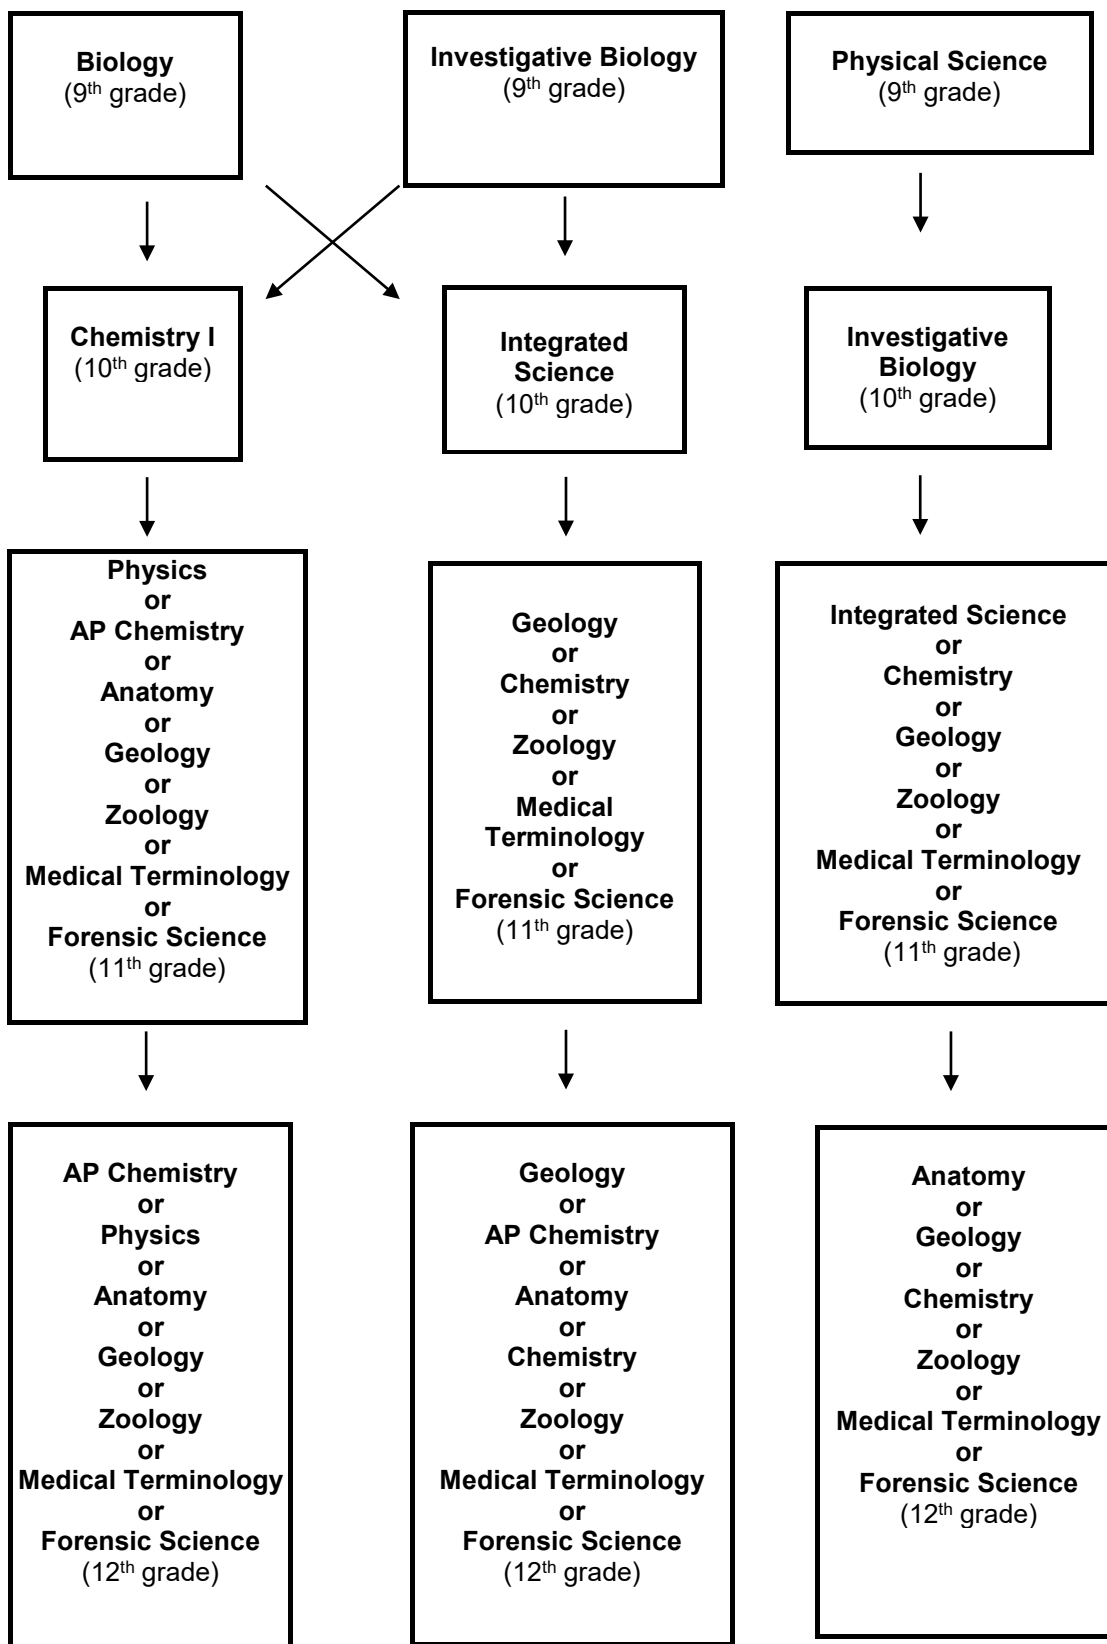 Biology
(9th grade)
Investigative Biology
(9th grade)
Physical Science
(9th grade)
Chemistry I
(10th grade)
Integrated
Science
(10th grade)
Investigative
Biology
(10th grade)
Physics
or
AP Chemistry
or
Anatomy
or
Geology
or
Zoology
or
Medical Terminology
or
Forensic Science
(11th grade)
Geology
or
Chemistry
or
Zoology
or
Medical
Terminology
or
Forensic Science
(11th grade)
Integrated Science
or
Chemistry
or
Geology
or
Zoology
or
Medical Terminology
or
Forensic Science
(11th grade)
AP Chemistry
or
Physics
or
Anatomy
or
Geology
or
Zoology
or
Medical Terminology
or
Forensic Science
(12th grade)
Geology
or
AP Chemistry
or
Anatomy
or
Chemistry
or
Zoology
or
Medical Terminology
or
Forensic Science
(12th grade)
Anatomy
or
Geology
or
Chemistry
or
Zoology
or
Medical Terminology
or
Forensic Science
(12th grade)